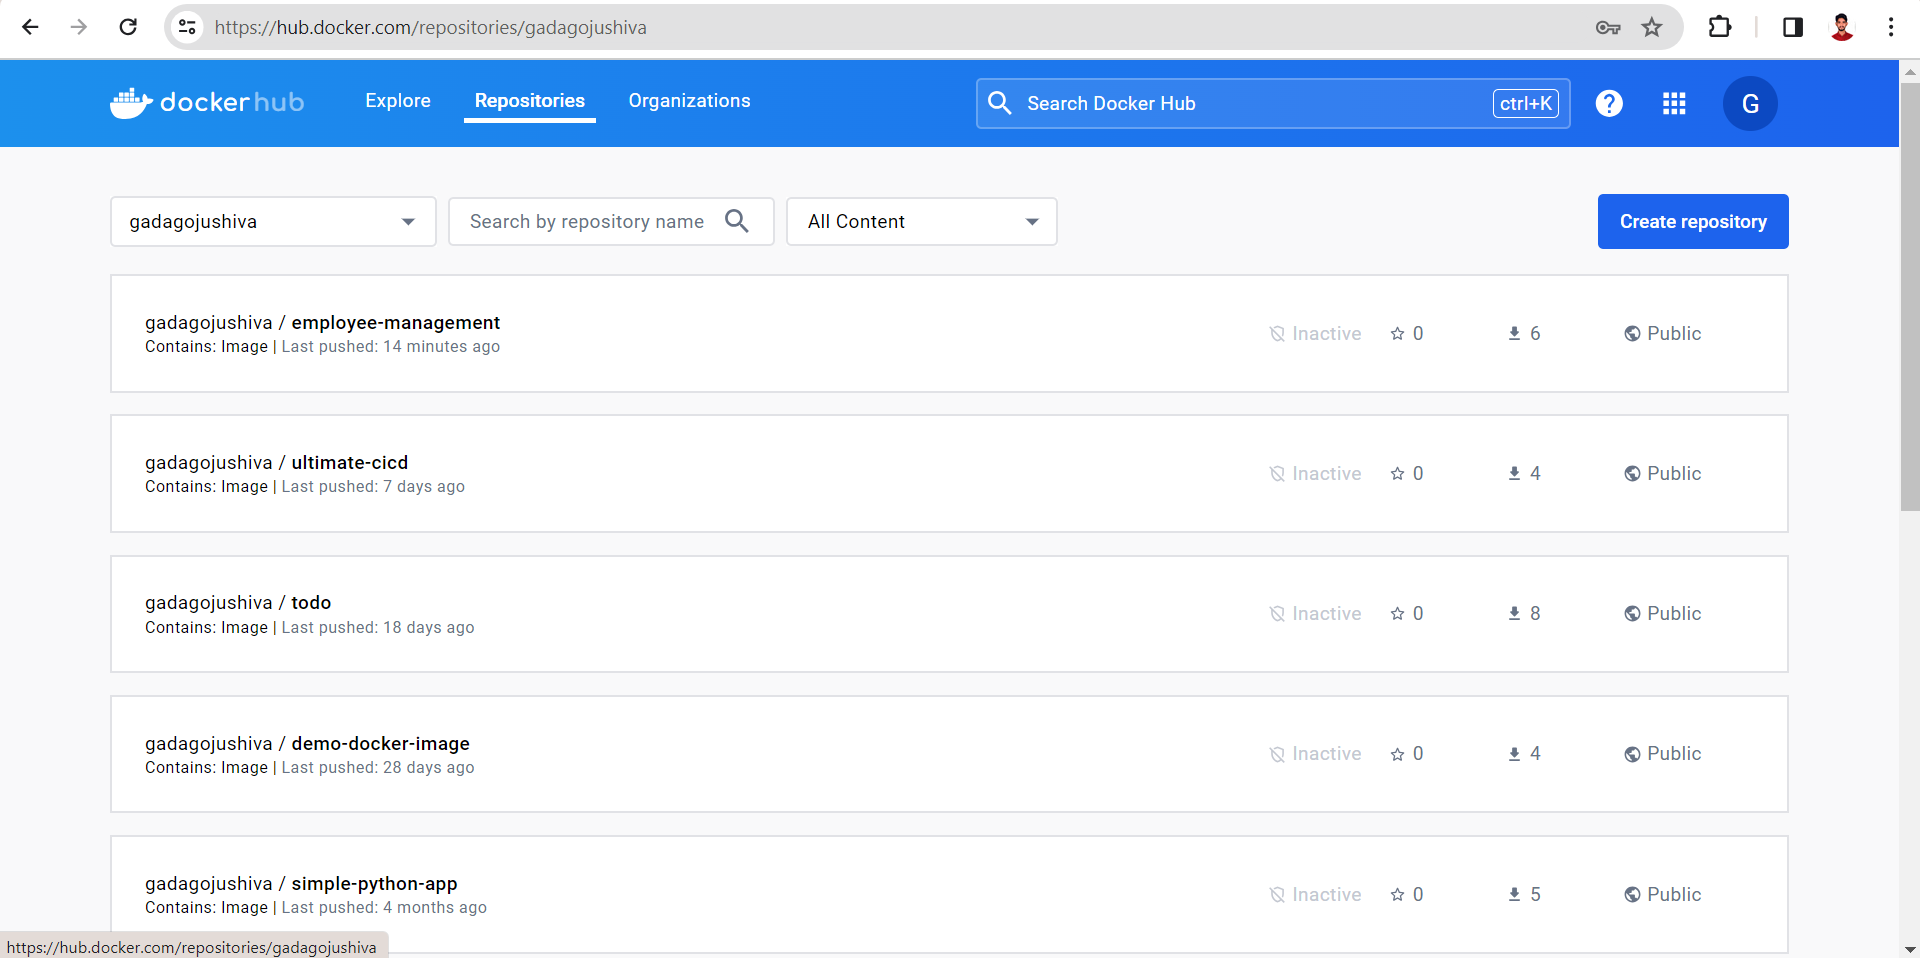 https://hub.docker.com/repositories/gadagojushiva
docker hub Explore Repositories Organizations Search Docker Hub ctrl+K ? G
gadagojushiva Search by repository name All Content Create repository
gadagojushiva / employee-management
Contains: Image | Last pushed: 14 minutes ago
Inactive 0 6 Public
gadagojushiva / ultimate-cicd
Contains: Image | Last pushed: 7 days ago
Inactive 0 4 Public
gadagojushiva / todo
Contains: Image | Last pushed: 18 days ago
Inactive 0 8 Public
gadagojushiva / demo-docker-image
Contains: Image | Last pushed: 28 days ago
Inactive 0 4 Public
gadagojushiva / simple-python-app
Contains: Image | Last pushed: 4 months ago
Inactive 0 5 Public
https://hub.docker.com/repositories/gadagojushiva